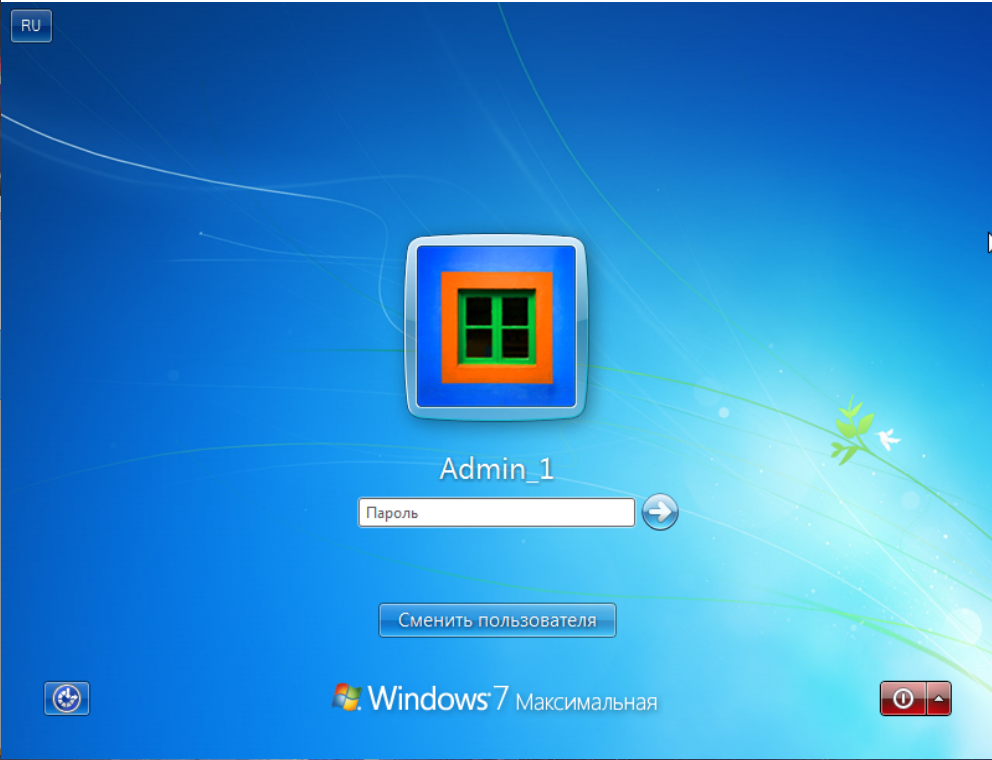 RU
Admin_1
Пароль
Сменить пользователя
Windows 7 Максимальная